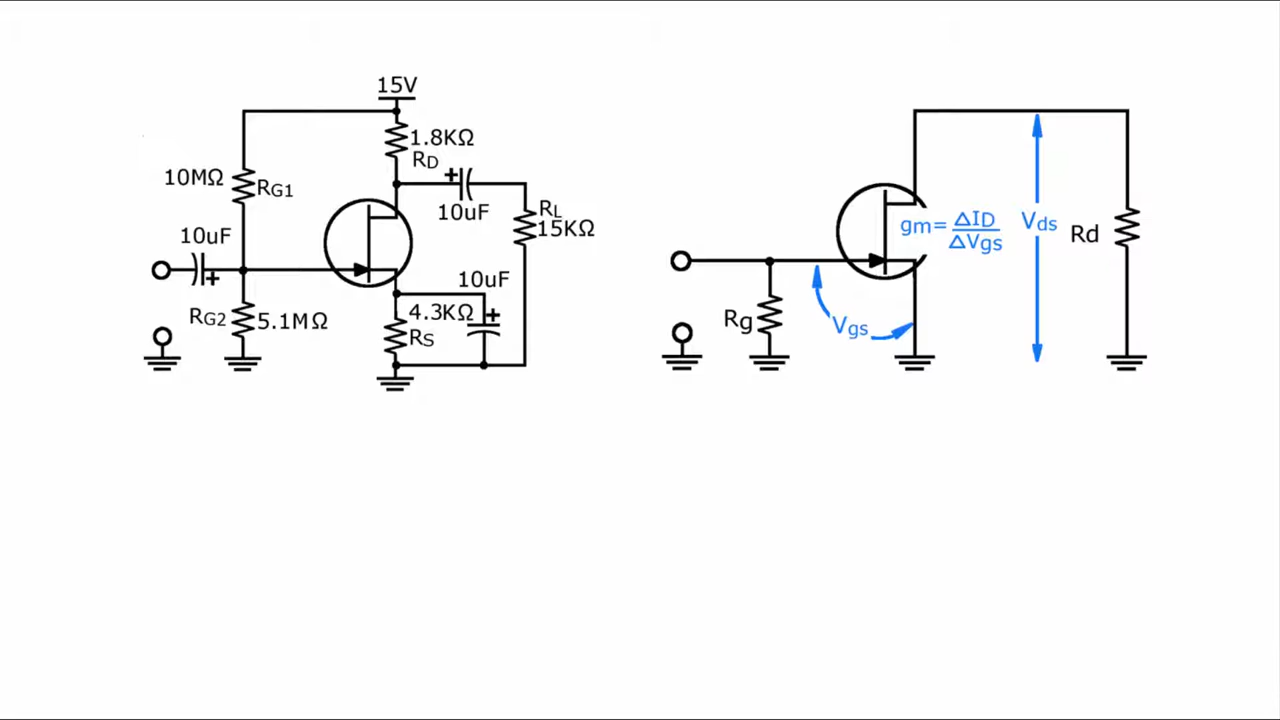 15V
1.8KΩ
RD
10MΩ
RG1
+
10uF
RL
15KΩ
10uF
+
10uF
RG2
5.1MΩ
4.3KΩ
+
RS
gm=ΔID/ΔVgs
Vds
Rd
Rg
Vgs